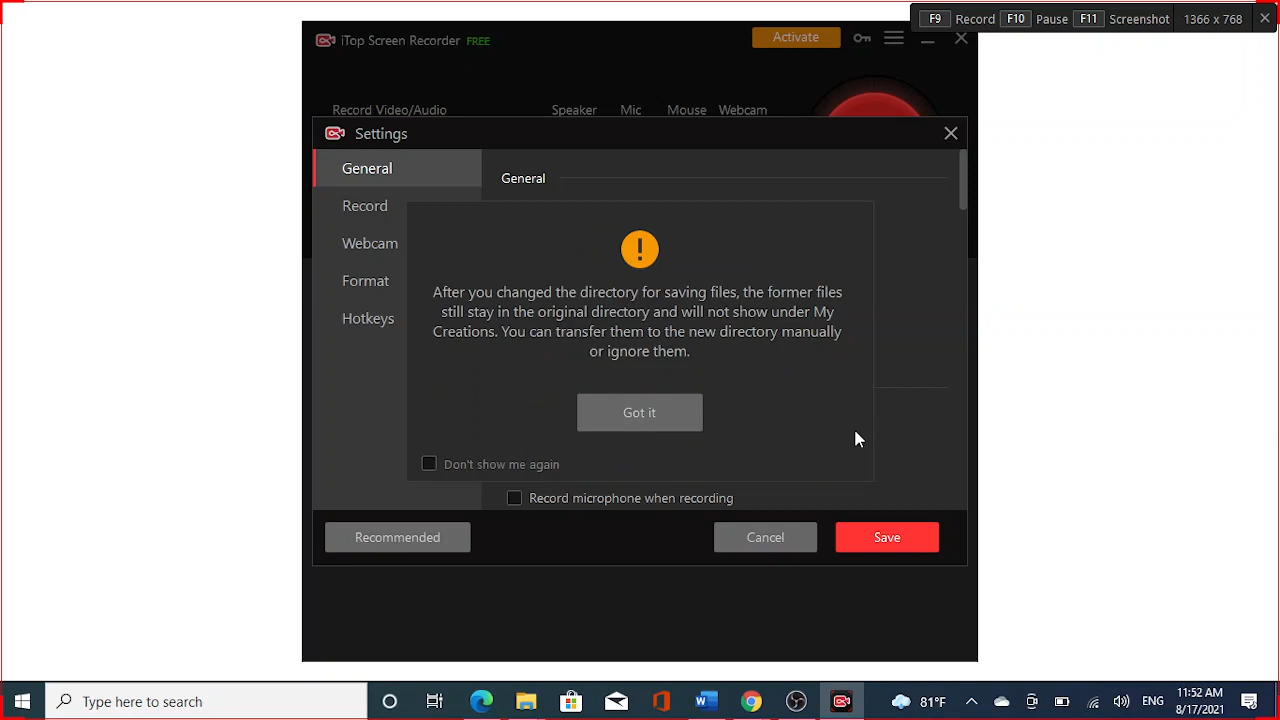 F9 Record F10 Pause F11 Screenshot 1366 x 768
iTop Screen Recorder FREE
Activate
Record Video/Audio
Speaker Mic Mouse Webcam
Settings
General
Record
Webcam
Format
Hotkeys
General
After you changed the directory for saving files, the former files
still stay in the original directory and will not show under My
Creations. You can transfer them to the new directory manually
or ignore them.
Got it
Don't show me again
Record microphone when recording
Recommended
Cancel
Save
Type here to search
81°F
ENG
11:52 AM
8/17/2021